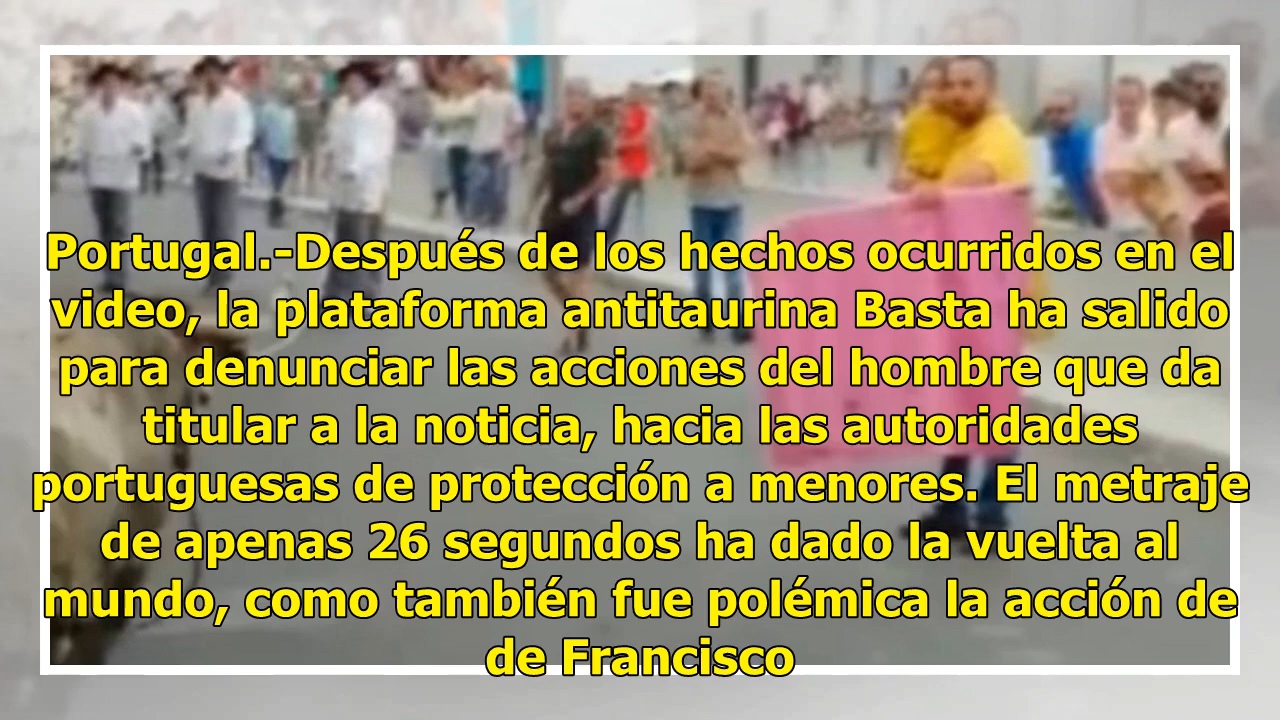 Portugal.-Después de los hechos ocurridos en el
video, la plataforma antitaurina Basta ha salido
para denunciar las acciones del hombre que da
titular a la noticia, hacia las autoridades
portuguesas de protección a menores. El metraje
de apenas 26 segundos ha dado la vuelta al
mundo, como también fue polémica la acción de
de Francisco